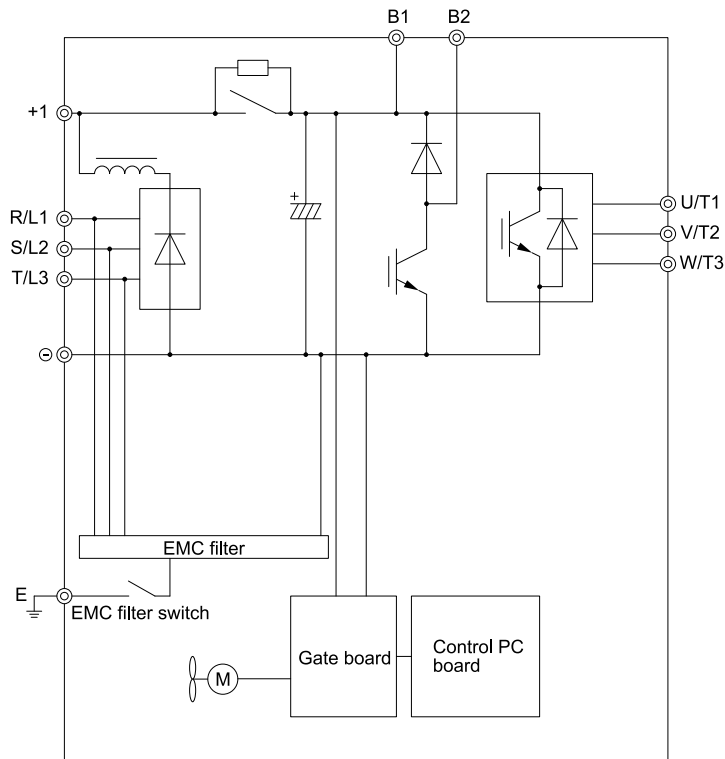 B1
B2
+1
R/L1
S/L2
T/L3
⊖
+
U/T1
V/T2
W/T3
EMC filter
E
EMC filter switch
Gate board
Control PC
board
M